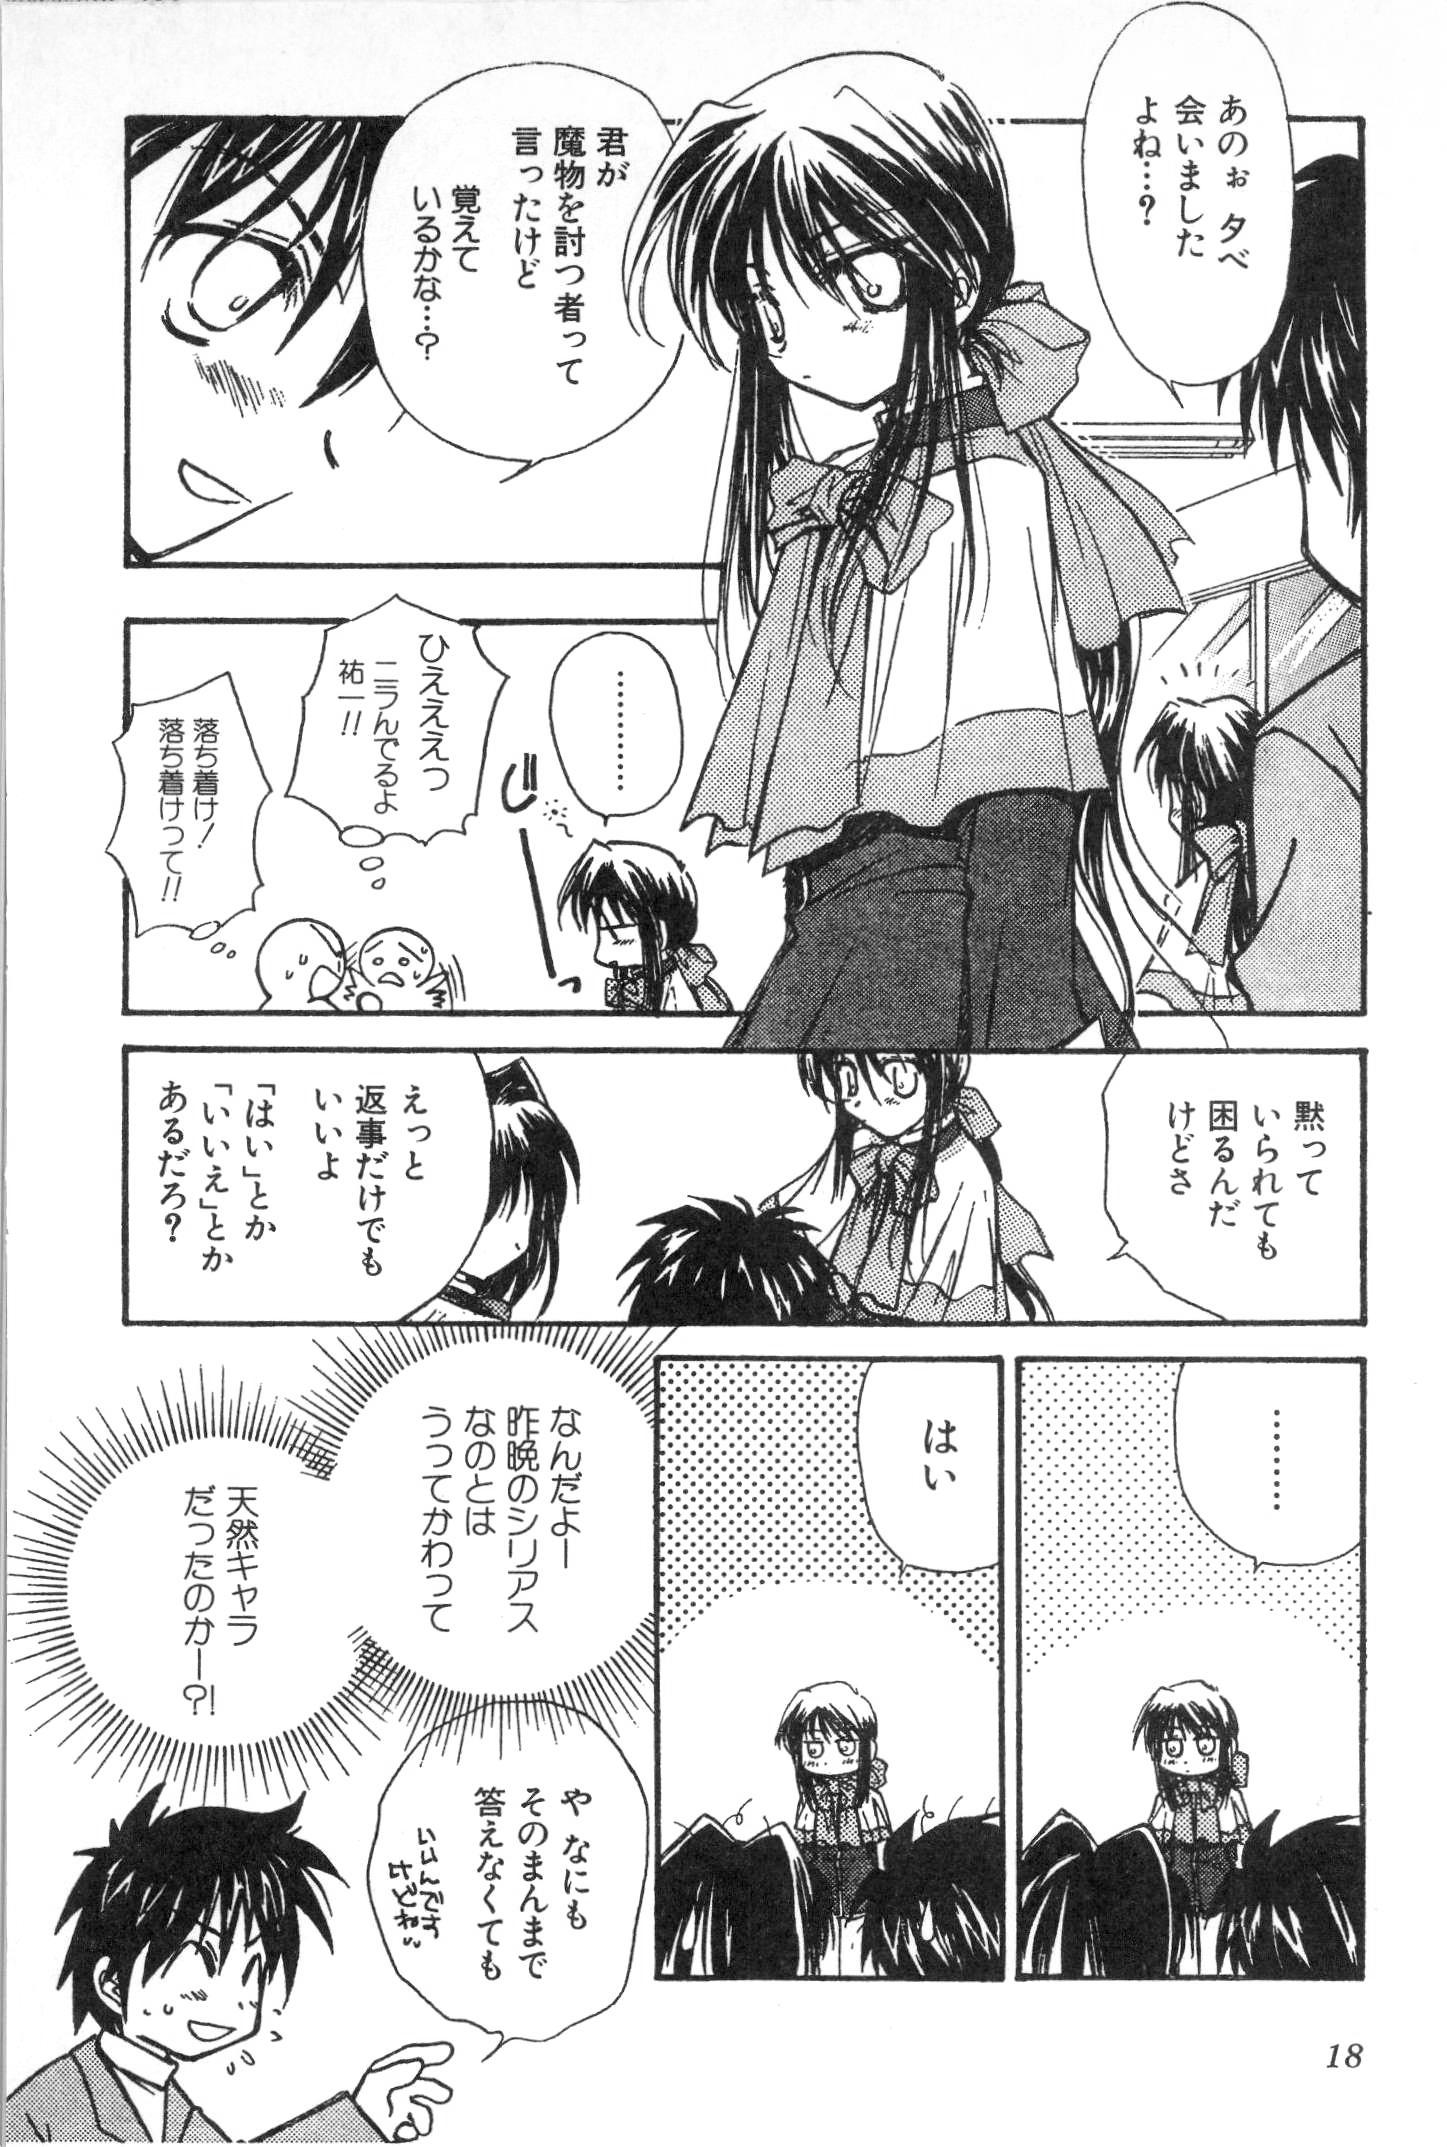 あのぉ 夕べ
会いました
よね…?
君が
魔物を討つ者って
言ったけど
覚えて
いるかな…?
…………
じーっ
ひえええっ
ニラんでるよ
祐一!!
落ち着け!
落ち着けって!!
黙って
いられても
困るんだ
けどさ
えっと
返事だけでも
いいよ
「はい」とか
「いいえ」とか
あるだろ?
………
はい
なんだよー
昨晩のシリアス
なのとは
うってかわって
天然キャラ
だったのかー?!
や なにも
そのまんまで
答えなくても
いいんです
けどね
18